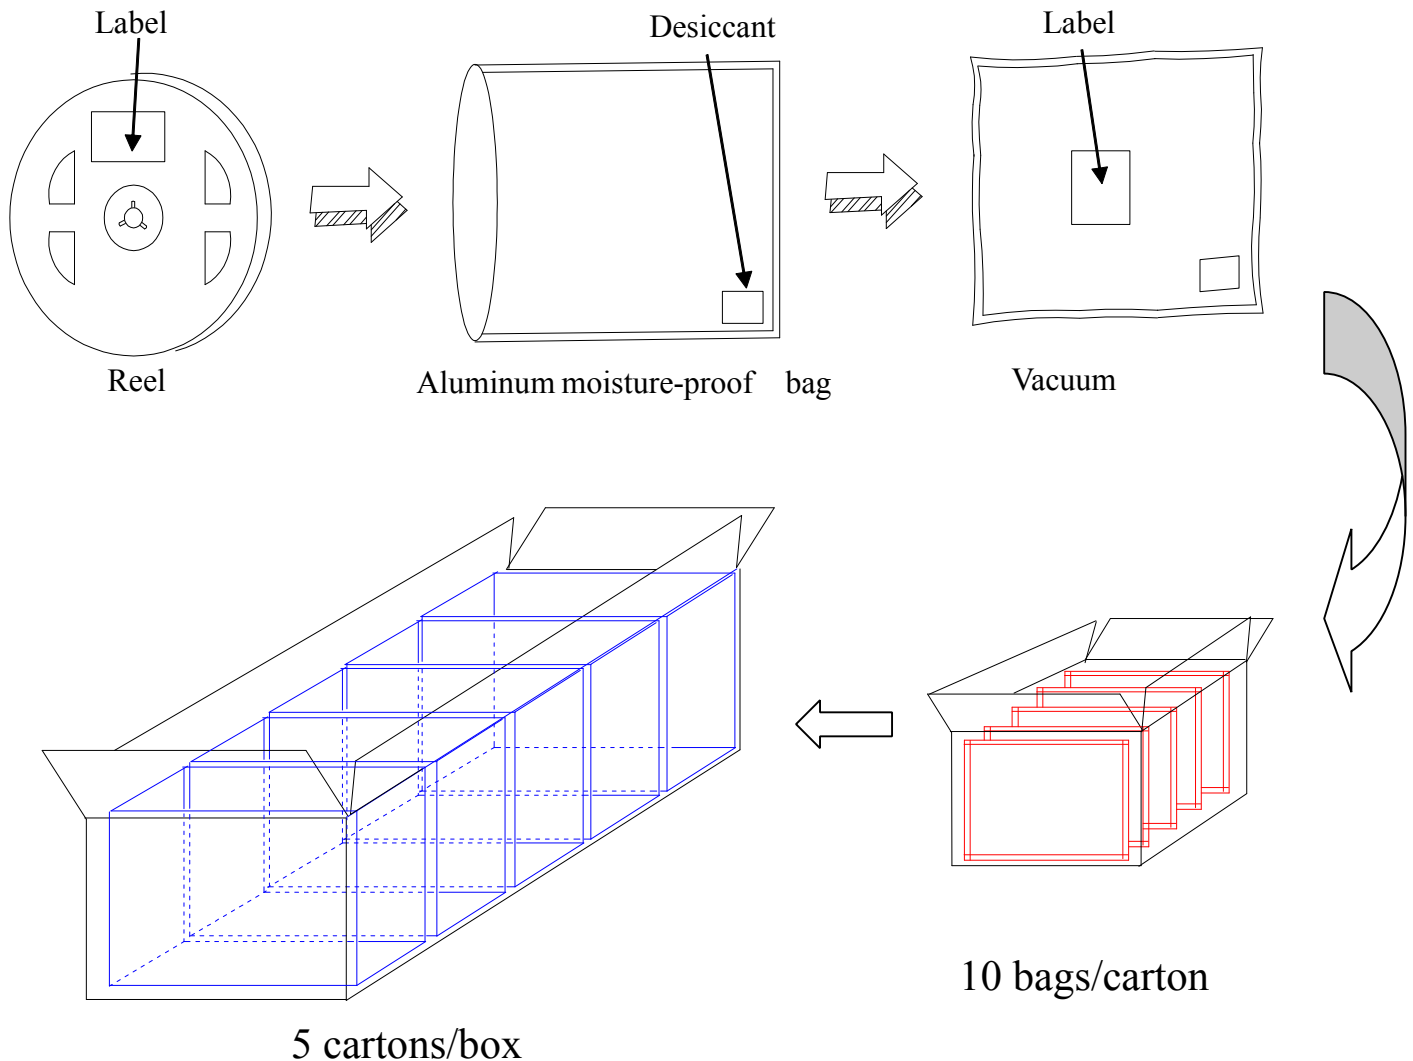 Label
Desiccant
Label
Reel
Aluminum moisture-proof bag
Vacuum
10 bags/carton
5 cartons/box